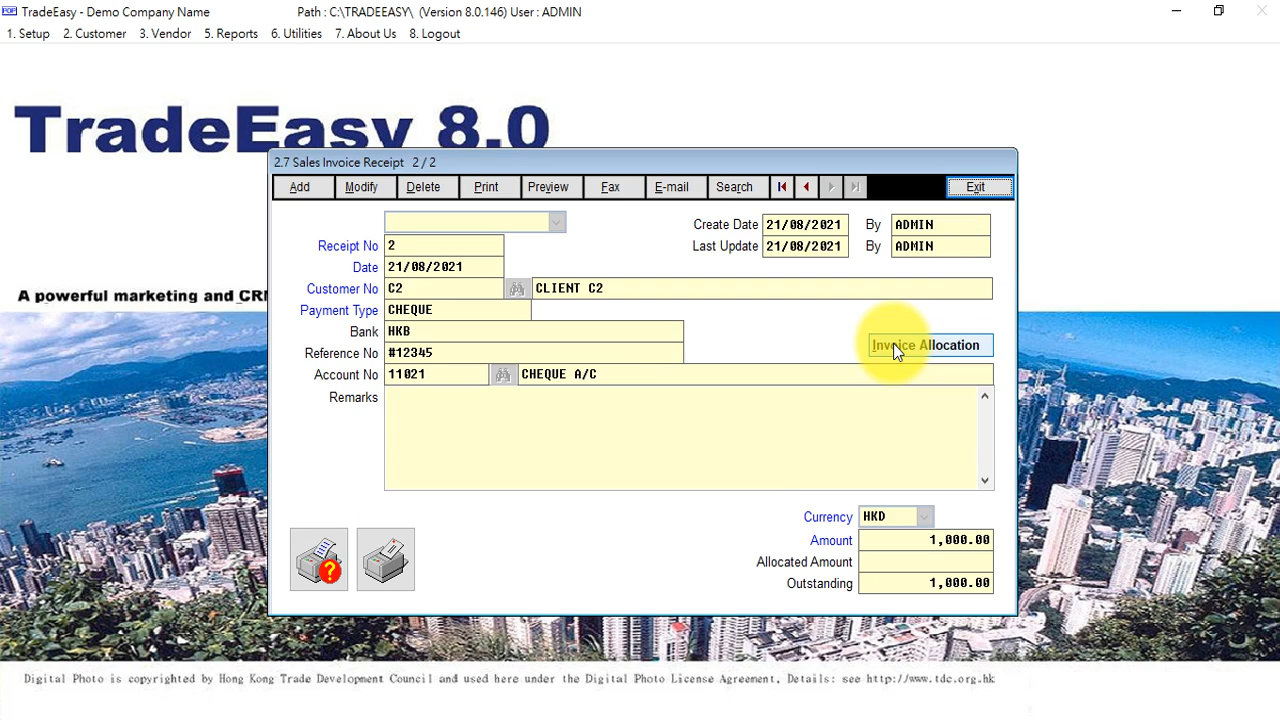 TradeEasy - Demo Company Name Path : C:\TRADEEASY\ (Version 8.0.146) User : ADMIN
1. Setup 2. Customer 3. Vendor 5. Reports 6. Utilities 7. About Us 8. Logout
TradeEasy 8.0
2.7 Sales Invoice Receipt 2 / 2
Add Modify Delete Print Preview Fax E-mail Search Exit
Create Date 21/08/2021 By ADMIN
Receipt No 2 Last Update 21/08/2021 By ADMIN
Date 21/08/2021
Customer No C2 CLIENT C2
A powerful marketing and CR
Payment Type CHEQUE
Bank HKB
Invoice Allocation
Reference No #12345
Account No 11021 CHEQUE A/C
Remarks
Currency HKD
Amount 1,000.00
Allocated Amount
Outstanding 1,000.00
Digital Photo is copyrighted by Hong Kong Trade Development Council and used here under the Digital Photo License Agreement. Details: see http://www.tdc.org.hk